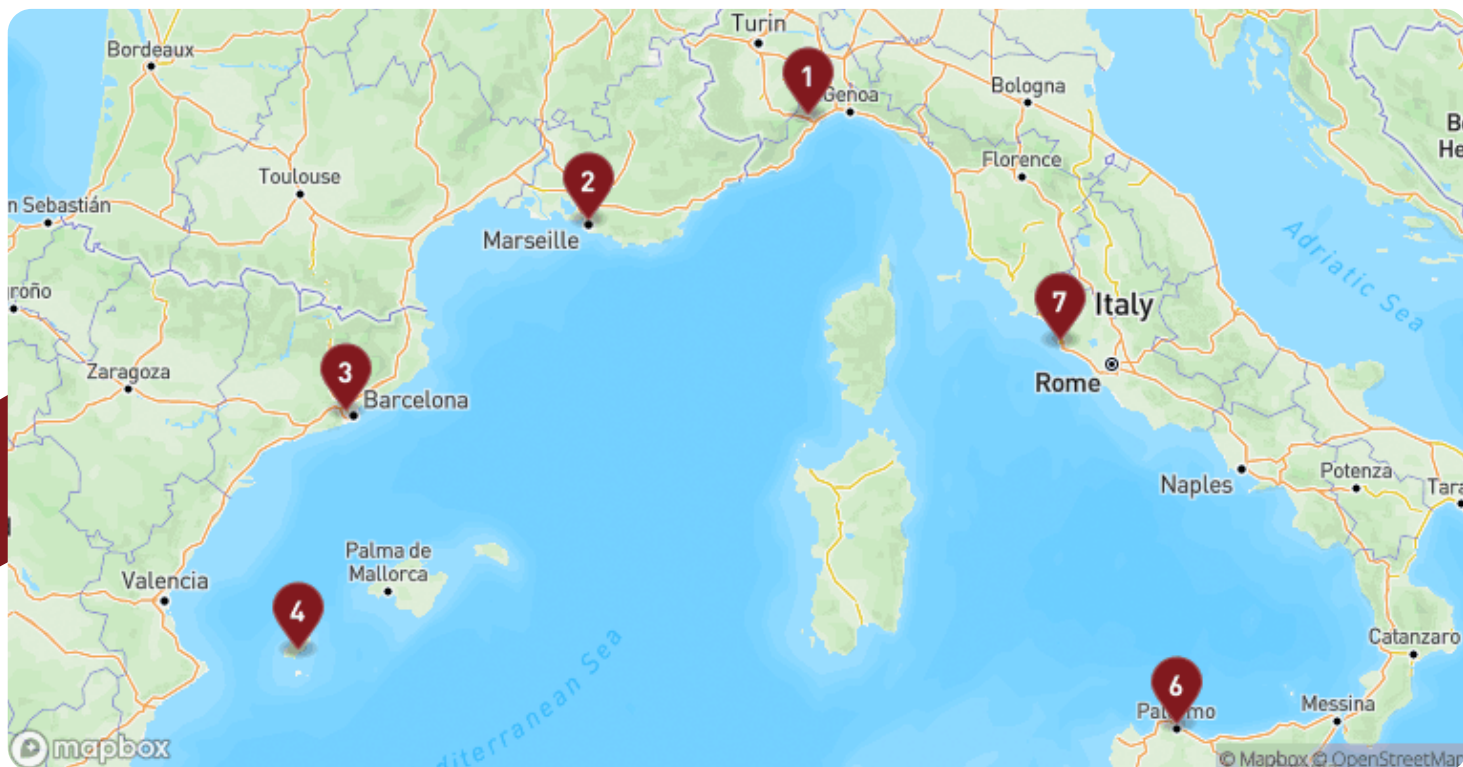 Turin
Bordeaux
1
Genoa
Bologna
Toulouse
2
Florence
n Sebastián
Marseille
Adriatic Sea
7
Italy
Zaragoza
3
Barcelona
Rome
Naples
Potenza
Palma de
Mallorca
Valencia
4
Catanzaro
6
Messina
mapbox
© Mapbox © OpenStreetMap